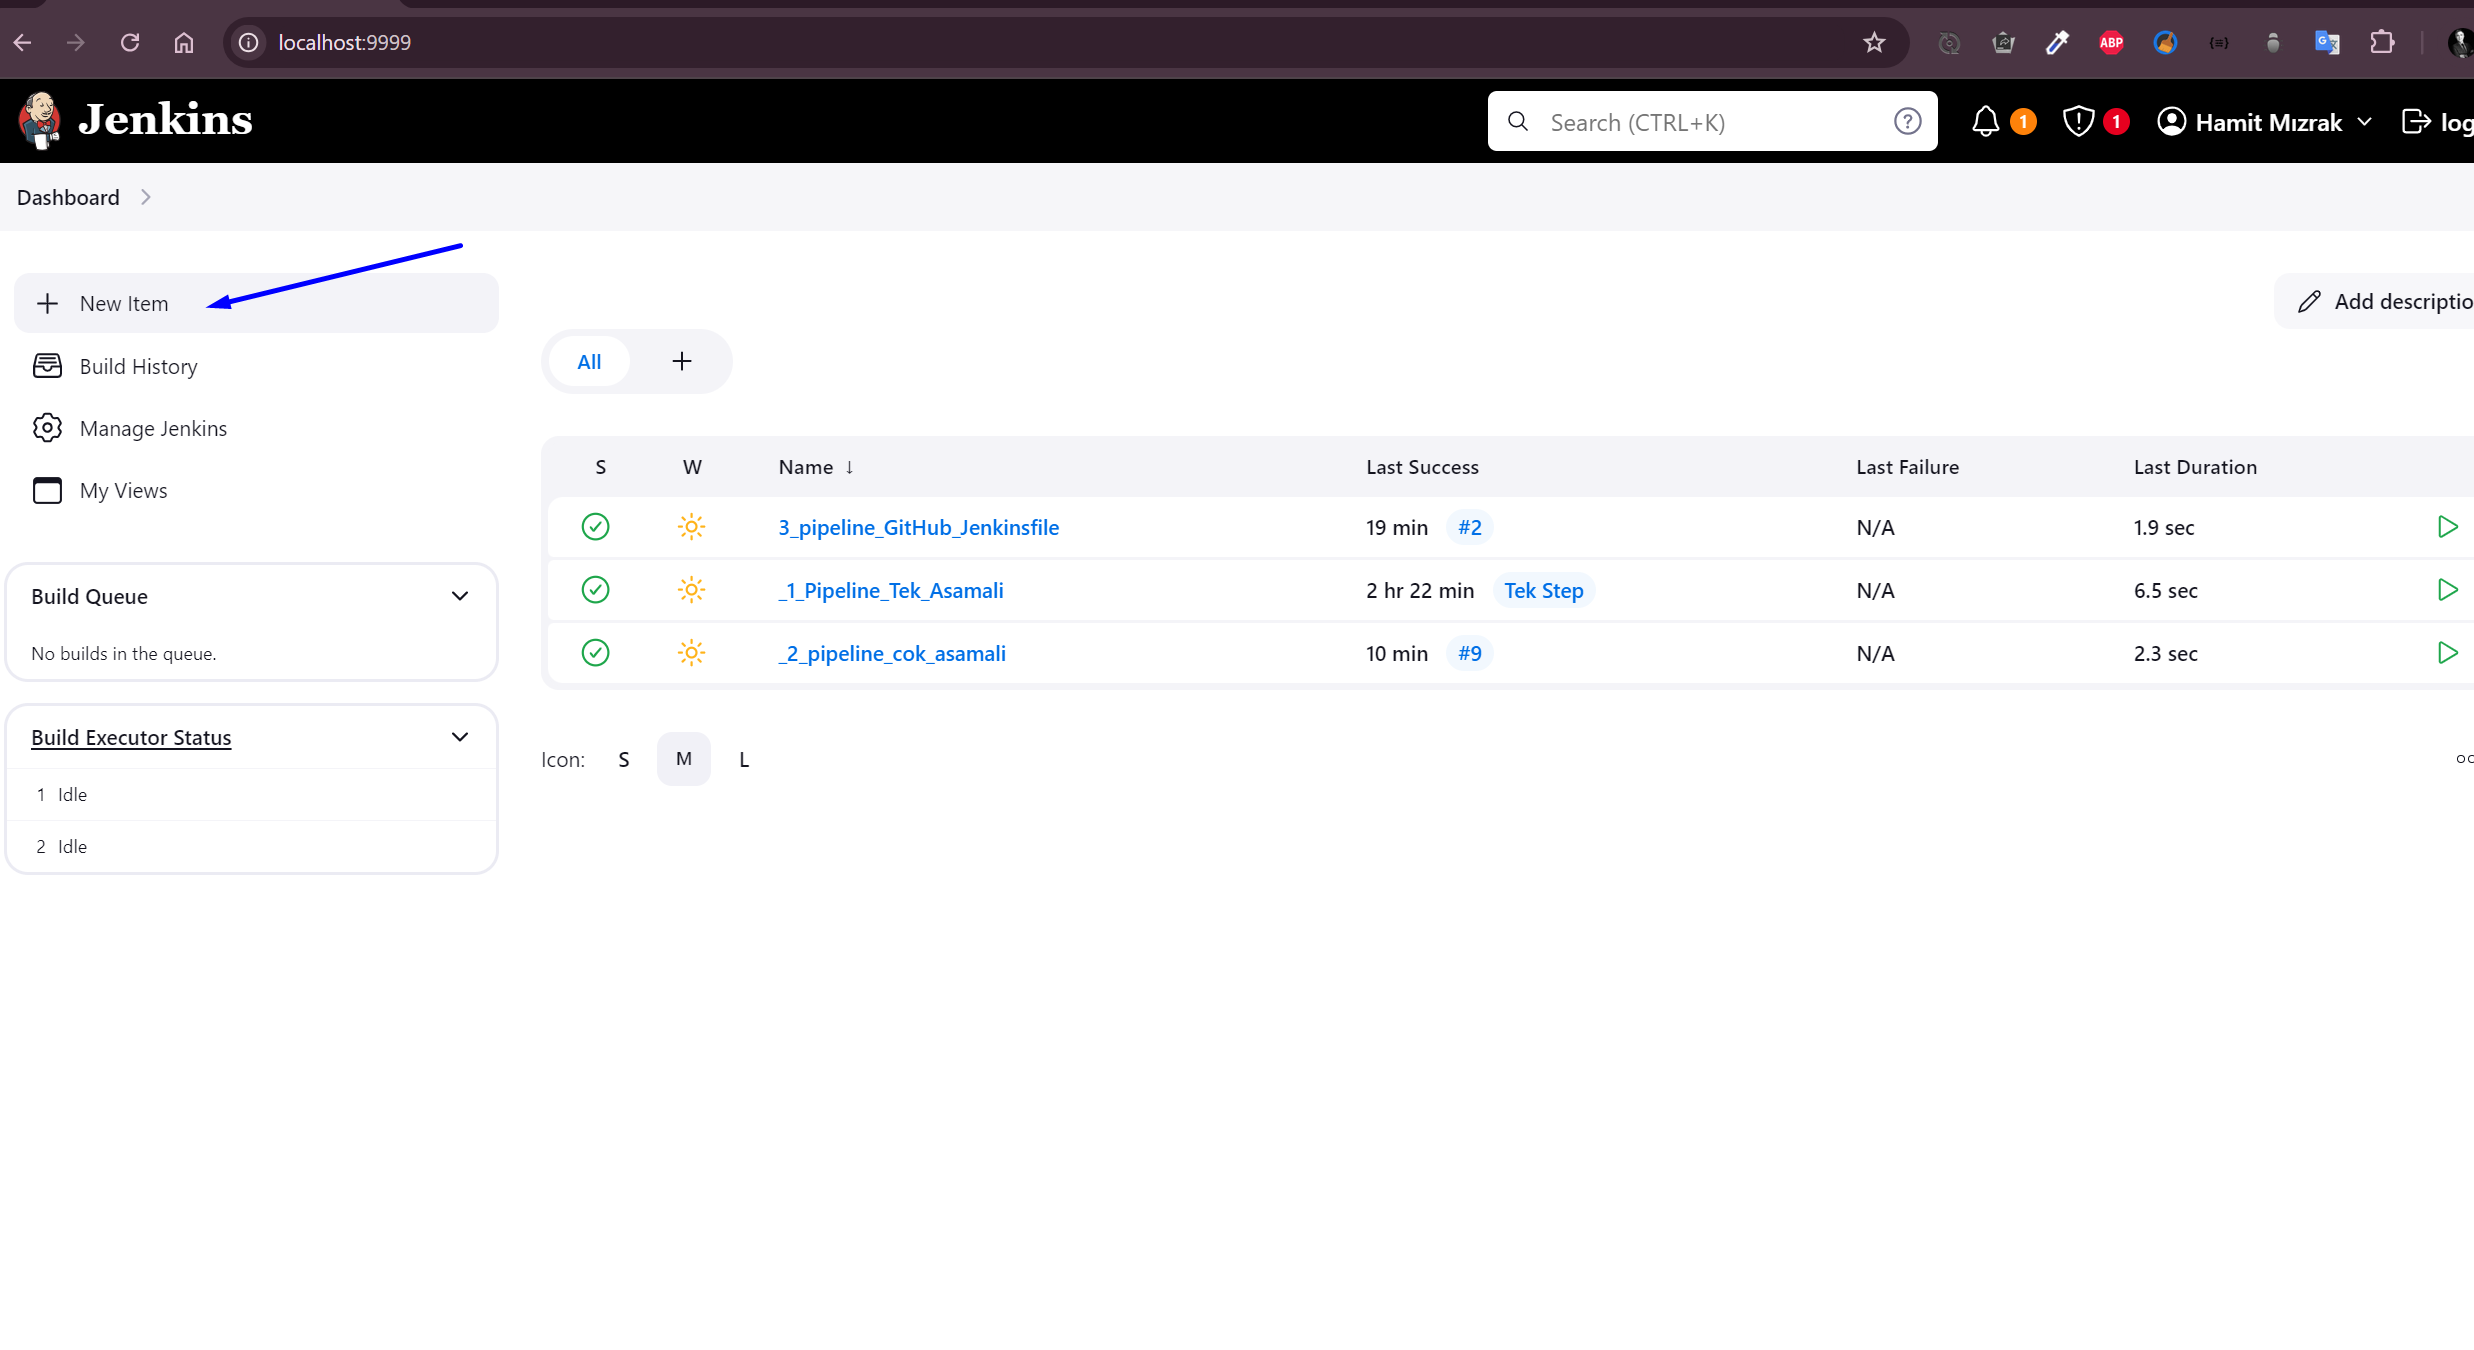 localhost:9999
ABP
Jenkins
Search (CTRL+K)
1
1
Hamit Mızrak
log
Dashboard
New Item
Build History
Manage Jenkins
My Views
Build Queue
No builds in the queue.
Build Executor Status
1 Idle
2 Idle
Add descriptio
All
S W Name ↓ Last Success Last Failure Last Duration
3_pipeline_GitHub_Jenkinsfile 19 min #2 N/A 1.9 sec
_1_Pipeline_Tek_Asamali 2 hr 22 min Tek Step N/A 6.5 sec
_2_pipeline_cok_asamali 10 min #9 N/A 2.3 sec
Icon: S M L